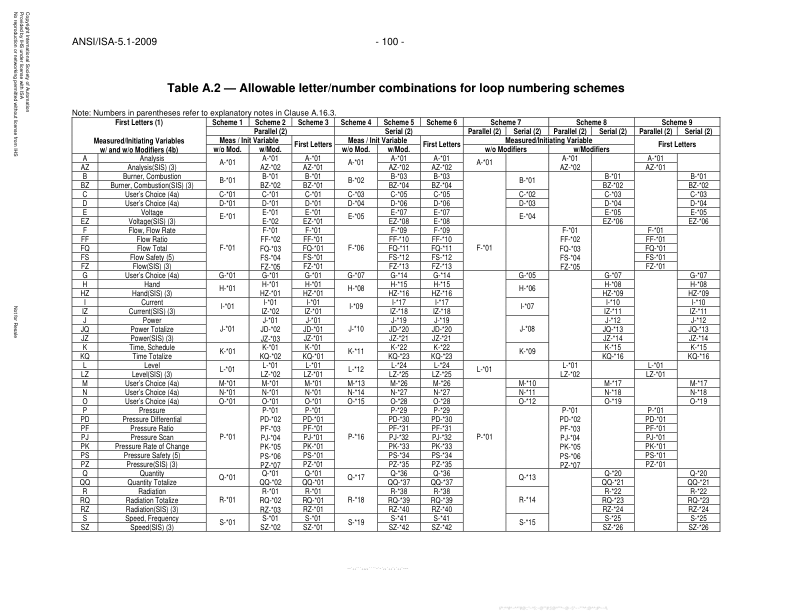 ANSI/ISA-5.1-2009 - 100 -
Table A.2 — Allowable letter/number combinations for loop numbering schemes
Note: Numbers in parentheses refer to explanatory notes in Clause A.16.3.
First Letters (1) Scheme 1 Scheme 2 Scheme 3 Scheme 4 Scheme 5 Scheme 6 Scheme 7 Scheme 8 Scheme 9
Parallel (2) Serial (2) Parallel (2) Serial (2) Parallel (2) Serial (2) Parallel (2) Serial (2)
Measured/Initiating Variables Meas / Init Variable First Letters Meas / Init Variable First Letters Measured/Initiating Variable First Letters
w/ and w/o Modifiers (4b) w/o Mod. w/Mod. w/o Mod. w/Mod. w/o Modifiers w/Modifiers
A Analysis A-*01 A-*01 A-*01 A-*01 A-*01 A-*01 A-*01 A-*01 A-*01
AZ Analysis(SIS) (3) AZ-*02 AZ-*01 AZ-*02 AZ-*02 AZ-*02 AZ-*01
B Burner, Combustion B-*01 B-*01 B-*01 B-*02 B-*03 B-*03 B-*01 B-*01 B-*01
BZ Burner, Combustion(SIS) (3) BZ-*02 BZ-*01 BZ-*04 BZ-*04 BZ-*02 BZ-*02
C User's Choice (4a) C-*01 C-*01 C-*01 C-*03 C-*05 C-*05 C-*02 C-*03 C-*03
D User's Choice (4a) D-*01 D-*01 D-*01 D-*04 D-*06 D-*06 D-*03 D-*04 D-*04
E Voltage E-*01 E-*01 E-*01 E-*05 E-*07 E-*07 E-*04 E-*05 E-*05
EZ Voltage(SIS) (3) E-*02 EZ-*01 EZ-*08 EZ-*08 EZ-*06 EZ-*06
F Flow, Flow Rate F-*01 F-*01 F-*01 F-*06 F-*09 F-*09 F-*01 F-*01 F-*01
FF Flow Ratio FF-*02 FF-*01 FF-*10 FF-*10 FF-*02 FF-*01
FQ Flow Total FQ-*03 FQ-*01 FQ-*11 FQ-*11 FQ-*03 FQ-*01
FS Flow Safety (5) FS-*04 FS-*01 FS-*12 FS-*12 FS-*04 FS-*01
FZ Flow(SIS) (3) FZ-*05 FZ-*01 FZ-*13 FZ-*13 FZ-*05 FZ-*01
G User's Choice (4a) G-*01 G-*01 G-*01 G-*07 G-*14 G-*14 G-*05 G-*07 G-*07
H Hand H-*01 H-*01 H-*01 H-*08 H-*15 H-*15 H-*06 H-*08 H-*08
HZ Hand(SIS) (3) HZ-*01 HZ-*01 HZ-*16 HZ-*16 HZ-*09 HZ-*09
I Current I-*01 I-*01 I-*01 I-*09 I-*17 I-*17 I-*07 I-*10 I-*10
IZ Current(SIS) (3) IZ-*02 IZ-*01 IZ-*18 IZ-*18 IZ-*11 IZ-*11
J Power J-*01 J-*01 J-*01 J-*10 J-*19 J-*19 J-*08 J-*12 J-*12
JQ Power Totalize JD-*02 JD-*01 JD-*20 JD-*20 JQ-*13 JQ-*13
JZ Power(SIS) (3) JZ-*03 JZ-*01 JZ-*21 JZ-*21 JZ-*14 JZ-*14
K Time, Schedule K-*01 K-*01 K-*01 K-*11 K-*22 K-*22 K-*09 K-*15 K-*15
KQ Time Totalize KQ-*02 KQ-*01 KQ-*23 KQ-*23 KQ-*16 KQ-*16
L Level L-*01 L-*01 L-*01 L-*12 L-*24 L-*24 L-*01 L-*01 L-*01
LZ Level(SIS) (3) LZ-*02 LZ-*01 LZ-*25 LZ-*25 LZ-*02 LZ-*01
M User's Choice (4a) M-*01 M-*01 M-*01 M-*13 M-*26 M-*26 M-*10 M-*17 M-*17
N User's Choice (4a) N-*01 N-*01 N-*01 N-*14 N-*27 N-*27 N-*11 N-*18 N-*18
O User's Choice (4a) O-*01 O-*01 O-*01 O-*15 O-*28 O-*28 O-*12 O-*19 O-*19
P Pressure P-*01 P-*01 P-*01 P-*16 P-*29 P-*29 P-*01 P-*01 P-*01
PD Pressure Differential PD-*02 PD-*01 PD-*30 PD-*30 PD-*02 PD-*01
PF Pressure Ratio PF-*03 PF-*01 PF-*31 PF-*31 PF-*03 PF-*01
PJ Pressure Scan PJ-*04 PJ-*01 PJ-*32 PJ-*32 PJ-*04 PJ-*01
PK Pressure Rate of Change PK-*05 PK-*01 PK-*33 PK-*33 PK-*05 PK-*01
PS Pressure Safety (5) PS-*06 PS-*01 PS-*34 PS-*34 PS-*06 PS-*01
PZ Pressure(SIS) (3) PZ-*07 PZ-*01 PZ-*35 PZ-*35 PZ-*07 PZ-*01
Q Quantity Q-*01 Q-*01 Q-*01 Q-*17 Q-*36 Q-*36 Q-*13 Q-*20 Q-*20
QQ Quantity Totalize QQ-*02 QQ-*01 QQ-*37 QQ-*37 QQ-*21 QQ-*21
R Radiation R-*01 R-*01 R-*01 R-*18 R-*38 R-*38 R-*14 R-*22 R-*22
RQ Radiation Totalize RQ-*02 RQ-*01 RQ-*39 RQ-*39 RQ-*23 RQ-*23
RZ Radiation(SIS) (3) RZ-*03 RZ-*01 RZ-*40 RZ-*40 RZ-*24 RZ-*24
S Speed, Frequency S-*01 S-*01 S-*01 S-*19 S-*41 S-*41 S-*15 S-*25 S-*25
SZ Speed(SIS) (3) SZ-*02 SZ-*01 SZ-*42 SZ-*42 SZ-*26 SZ-*26
Copyright International Society of Automation
Provided by IHS under license with ISA
No reproduction or networking permitted without license from IHS
Not for Resale